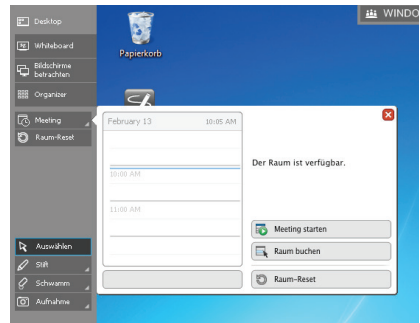 Desktop
WINDO
Whiteboard
Papierkorb
Bildschirme
betrachten
Organizer
Meeting
Raum-Reset
February 13
10:05 AM
Der Raum ist verfügbar.
10:00 AM
11:00 AM
Meeting starten
Raum buchen
Raum-Reset
Auswählen
Stift
Schwamm
Aufnahme